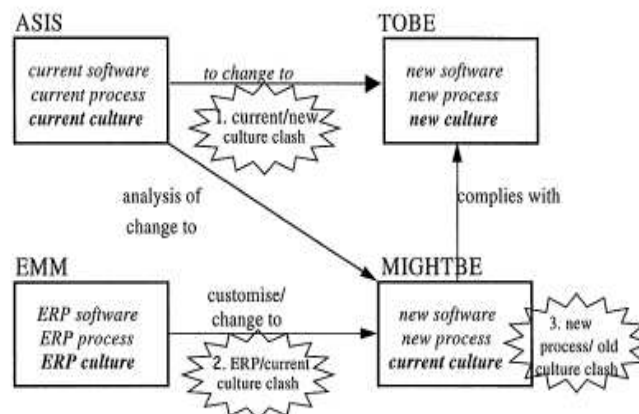 ASIS
current software
current process
current culture
to change to
1. current/new
culture clash
TOBE
new software
new process
new culture
analysis of
change to
complies with
EMM
ERP software
ERP process
ERP culture
customise/
change to
2. ERP/current
culture clash
MIGHTBE
new software
new process
current culture
3. new
process/ old
culture clash